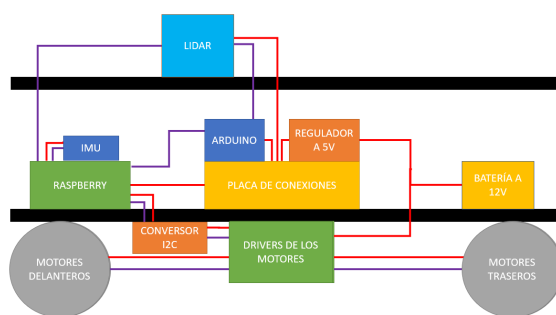 LIDAR
ARDUINO
REGULADOR
A 5V
IMU
RASPBERRY
PLACA DE CONEXIONES
BATERÍA A
12V
CONVERSOR
I2C
DRIVERS DE LOS
MOTORES
MOTORES
DELANTEROS
MOTORES
TRASEROS